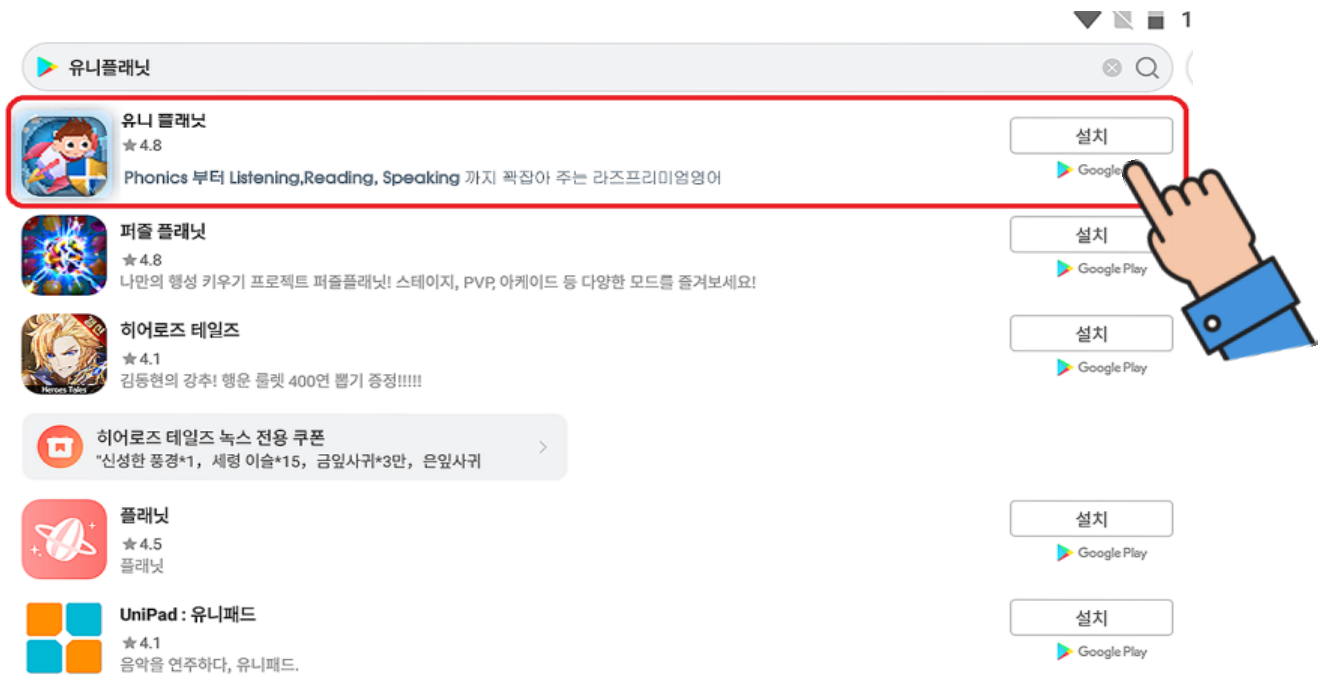 1
유니플래닛
유니 플래닛
★ 4.8
Phonics 부터 Listening,Reading, Speaking 까지 꽉잡아 주는 라즈프리미엄영어
설치
Google
퍼즐 플래닛
★ 4.8
나만의 행성 키우기 프로젝트 퍼즐플래닛! 스테이지, PVP, 아케이드 등 다양한 모드를 즐겨보세요!
설치
Google Play
히어로즈 테일즈
★ 4.1
김동현의 강추! 행운 룰렛 400연 뽑기 증정!!!!!
Heroes Tales
설치
Google Play
히어로즈 테일즈 녹스 전용 쿠폰
"신성한 풍경*1, 세령 이슬*15, 금잎사귀*3만, 은잎사귀
플래닛
★ 4.5
플래닛
설치
Google Play
UniPad : 유니패드
★ 4.1
음악을 연주하다, 유니패드.
설치
Google Play